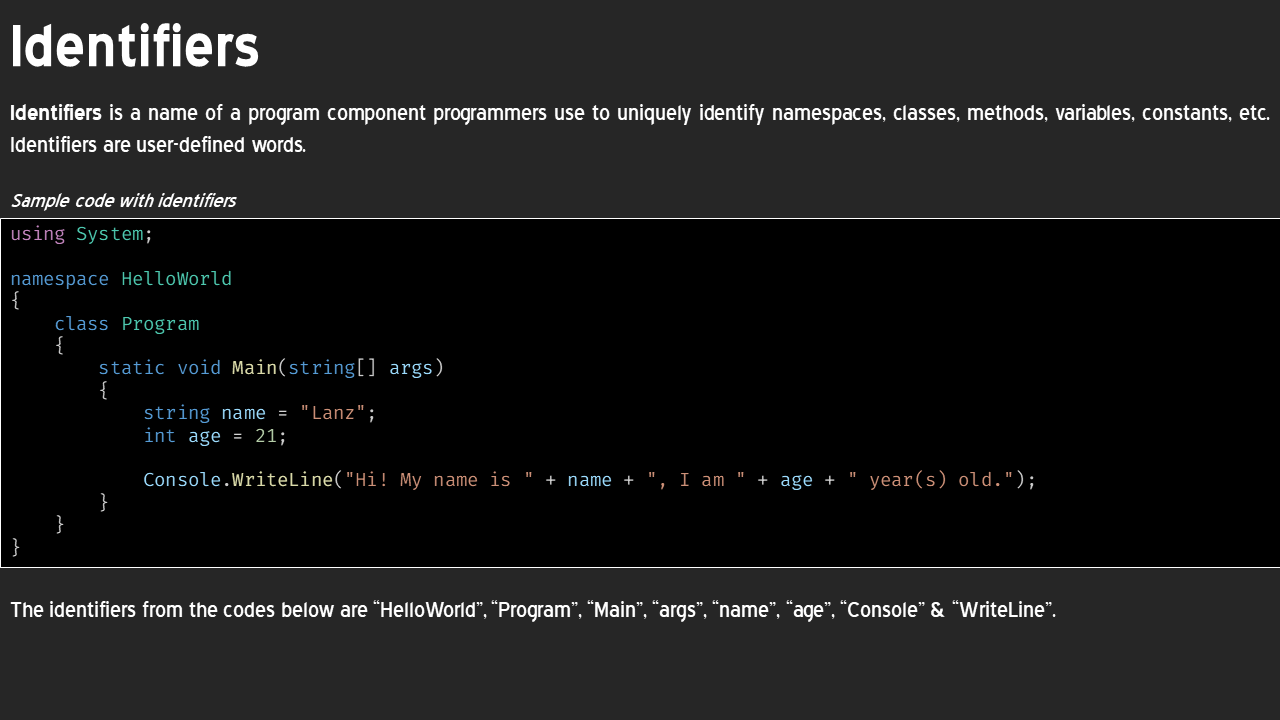 Identifiers
Identifiers is a name of a program component programmers use to uniquely identify namespaces, classes, methods, variables, constants, etc.
Identifiers are user-defined words.
Sample code with identifiers
using System;
namespace HelloWorld
{
    class Program
    {
        static void Main(string[] args)
        {
            string name = "Lanz";
            int age = 21;
            Console.WriteLine("Hi! My name is " + name + ", I am " + age + " year(s) old.");
        }
    }
}
The identifiers from the codes below are “HelloWorld”, “Program”, “Main”, “args”, “name”, “age”, “Console” & “WriteLine”.